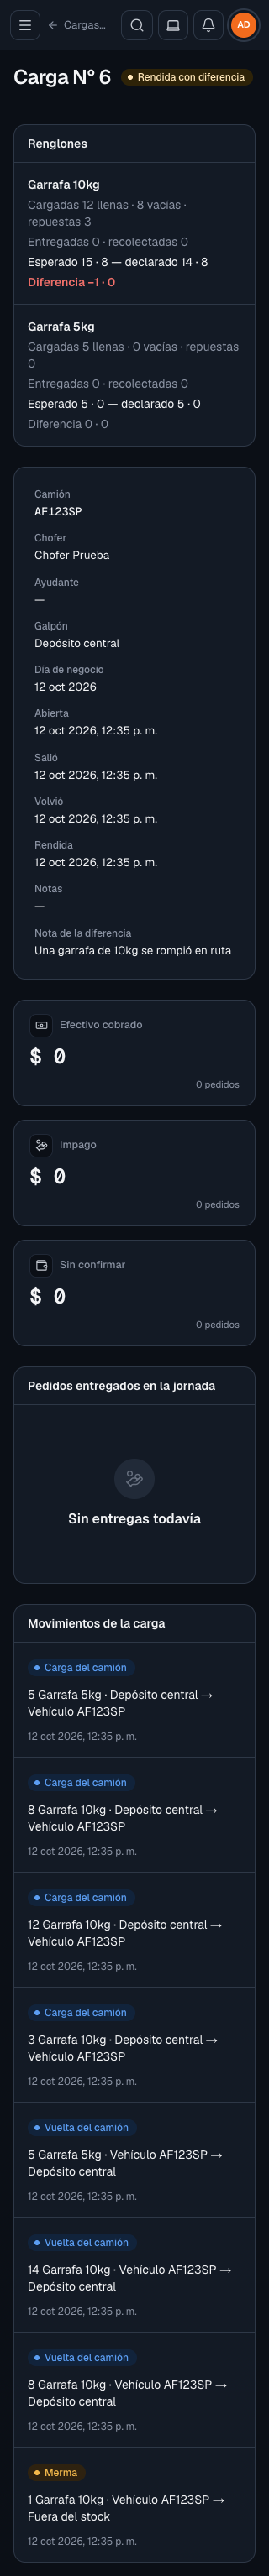 ← Cargas...
AD
Carga N° 6
Rendida con diferencia
Renglones
Garrafa 10kg
Cargadas 12 llenas · 8 vacías ·
repuestas 3
Entregadas 0 · recolectadas 0
Esperado 15 · 8 — declarado 14 · 8
Diferencia −1 · 0
Garrafa 5kg
Cargadas 5 llenas · 0 vacías · repuestas
0
Entregadas 0 · recolectadas 0
Esperado 5 · 0 — declarado 5 · 0
Diferencia 0 · 0
Camión
AF123SP
Chofer
Chofer Prueba
Ayudante
—
Galpón
Depósito central
Día de negocio
12 oct 2026
Abierta
12 oct 2026, 12:35 p. m.
Salió
12 oct 2026, 12:35 p. m.
Volvió
12 oct 2026, 12:35 p. m.
Rendida
12 oct 2026, 12:35 p. m.
Notas
—
Nota de la diferencia
Una garrafa de 10kg se rompió en ruta
Efectivo cobrado
$ 0
0 pedidos
Impago
$ 0
0 pedidos
Sin confirmar
$ 0
0 pedidos
Pedidos entregados en la jornada
Sin entregas todavía
Movimientos de la carga
Carga del camión
5 Garrafa 5kg · Depósito central →
Vehículo AF123SP
12 oct 2026, 12:35 p. m.
Carga del camión
8 Garrafa 10kg · Depósito central →
Vehículo AF123SP
12 oct 2026, 12:35 p. m.
Carga del camión
12 Garrafa 10kg · Depósito central →
Vehículo AF123SP
12 oct 2026, 12:35 p. m.
Carga del camión
3 Garrafa 10kg · Depósito central →
Vehículo AF123SP
12 oct 2026, 12:35 p. m.
Vuelta del camión
5 Garrafa 5kg · Vehículo AF123SP →
Depósito central
12 oct 2026, 12:35 p. m.
Vuelta del camión
14 Garrafa 10kg · Vehículo AF123SP →
Depósito central
12 oct 2026, 12:35 p. m.
Vuelta del camión
8 Garrafa 10kg · Vehículo AF123SP →
Depósito central
12 oct 2026, 12:35 p. m.
Merma
1 Garrafa 10kg · Vehículo AF123SP →
Fuera del stock
12 oct 2026, 12:35 p. m.